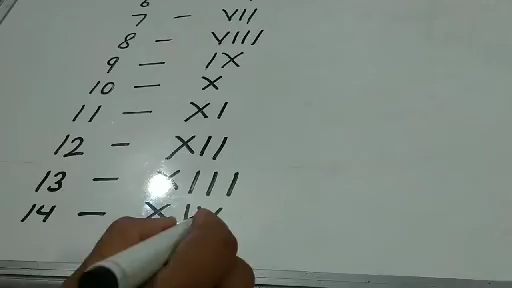 7 - VII
8 - VIII
9 - IX
10 - X
11 - XI
12 - XII
13 - XIII
14 - X